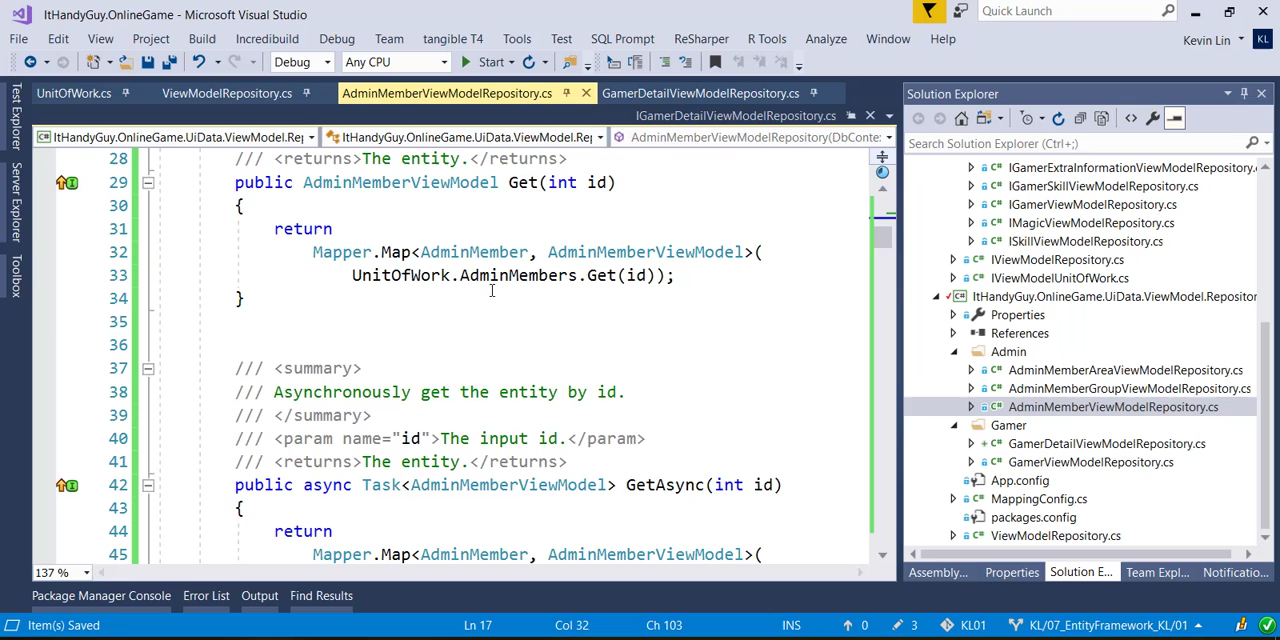 ItHandyGuy.OnlineGame - Microsoft Visual Studio
Quick Launch
File Edit View Project Build Incredibuild Debug Team tangible T4 Tools Test SQL Prompt ReSharper R Tools Analyze Window Help
Kevin Lin KL
Debug Any CPU Start
UnitOfWork.cs ViewModelRepository.cs AdminMemberViewModelRepository.cs GamerDetailViewModelRepository.cs
IGamerDetailViewModelRepository.cs
ItHandyGuy.OnlineGame.UiData.ViewModel.Re ItHandyGuy.OnlineGame.UiData.ViewModel.Re AdminMemberViewModelRepository(DbConte
Test Explorer
Server Explorer
Toolbox
28 /// <returns>The entity.</returns>
29 public AdminMemberViewModel Get(int id)
30 {
31 return
32 Mapper.Map<AdminMember, AdminMemberViewModel>(
33 UnitOfWork.AdminMembers.Get(id));
34 }
35
36
37 /// <summary>
38 /// Asynchronously get the entity by id.
39 /// </summary>
40 /// <param name="id">The input id.</param>
41 /// <returns>The entity.</returns>
42 public async Task<AdminMemberViewModel> GetAsync(int id)
43 {
44 return
45 Mapper.Map<AdminMember, AdminMemberViewModel>(
137 %
Solution Explorer
Search Solution Explorer (Ctrl+;)
C# IGamerExtraInformationViewModelRepository.
C# IGamerSkillViewModelRepository.cs
C# IGamerViewModelRepository.cs
C# IMagicViewModelRepository.cs
C# ISkillViewModelRepository.cs
C# IViewModelRepository.cs
C# IViewModelUnitOfWork.cs
C# ItHandyGuy.OnlineGame.UiData.ViewModel.Repositor
Properties
References
Admin
C# AdminMemberAreaViewModelRepository.cs
C# AdminMemberGroupViewModelRepository.cs
C# AdminMemberViewModelRepository.cs
Gamer
C# GamerDetailViewModelRepository.cs
C# GamerViewModelRepository.cs
App.config
C# MappingConfig.cs
packages.config
C# ViewModelRepository.cs
Assembly... Properties Solution E... Team Expl... Notificatio...
Package Manager Console Error List Output Find Results
Item(s) Saved Ln 17 Col 32 Ch 103 INS 0 3 KL01 KL/07_EntityFramework_KL/01